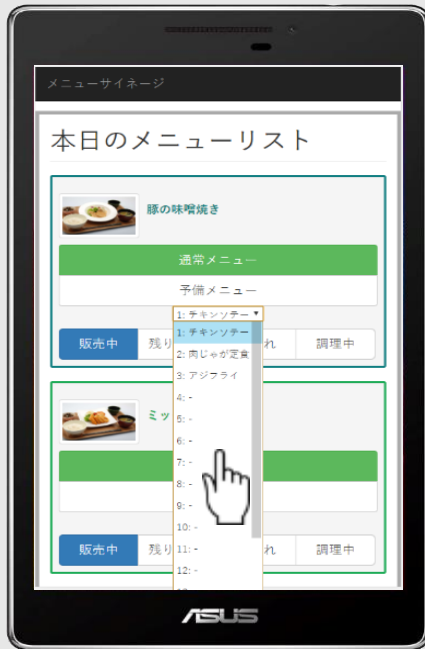 メニューサイネージ
本日のメニューリスト
豚の味噌焼き
通常メニュー
予備メニュー
1: チキンソテー
1: チキンソテー
2: 肉じゃが定食
3: アジフライ
4: -
5: -
6: -
7: -
8: -
9: -
10: -
11: -
12: -
販売中 残り れ 調理中
ミッ
販売中 残り れ 調理中
ASUS